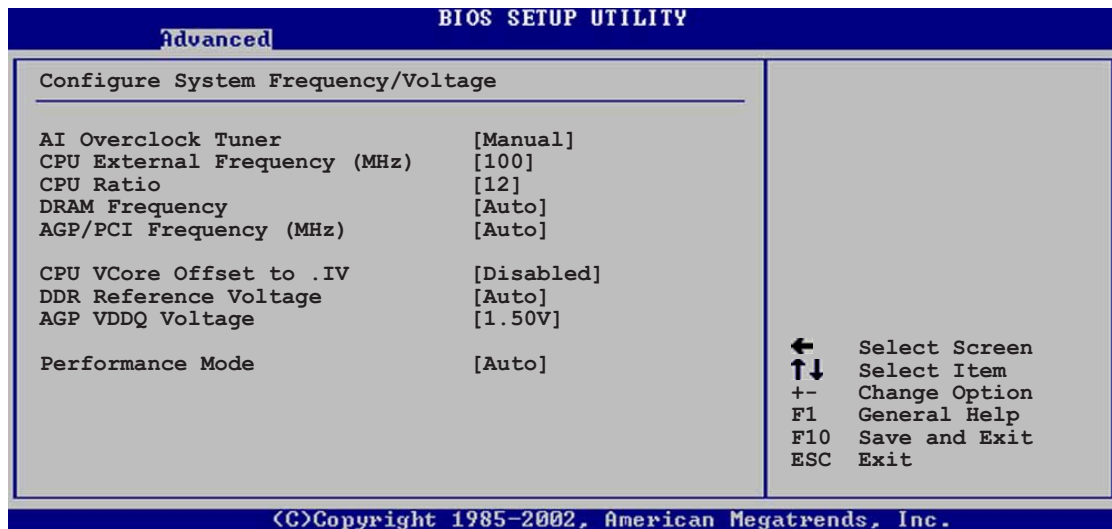 BIOS SETUP UTILITY
Advanced
Configure System Frequency/Voltage
AI Overclock Tuner [Manual]
CPU External Frequency (MHz) [100]
CPU Ratio [12]
DRAM Frequency [Auto]
AGP/PCI Frequency (MHz) [Auto]
CPU VCore Offset to .IV [Disabled]
DDR Reference Voltage [Auto]
AGP VDDQ Voltage [1.50V]
Performance Mode [Auto]
← Select Screen
↑↓ Select Item
+- Change Option
F1 General Help
F10 Save and Exit
ESC Exit
(C)Copyright 1985-2002, American Megatrends, Inc.